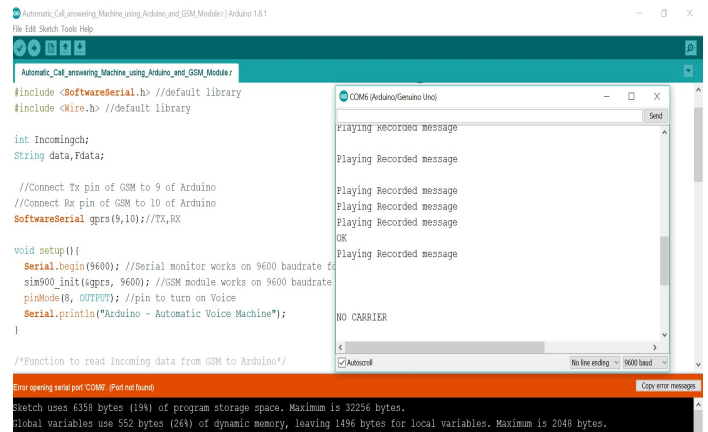 Automatic_Call_answering_Machine_using_Arduino_and_GSM_Module.r | Arduino 1.8.1
File Edit Sketch Tools Help
Automatic_Call_answering_Machine_using_Arduino_and_GSM_Module.r
#include <SoftwareSerial.h> //default library
#include <Wire.h> //default library
int Incomingch;
String data,Fdata;
//Connect Tx pin of GSM to 9 of Arduino
//Connect Rx pin of GSM to 10 of Arduino
SoftwareSerial gprs(9,10);//TX,RX
void setup(){
Serial.begin(9600); //Serial monitor works on 9600 baudrate fo
sim900_init(&gprs, 9600); //GSM module works on 9600 baudrate
pinMode(8, OUTPUT); //pin to turn on Voice
Serial.println("Arduino - Automatic Voice Machine");
}
/*Function to read Incoming data from GSM to Arduino*/
COM6 (Arduino/Genuino Uno)
Send
Playing Recorded message
Playing Recorded message
Playing Recorded message
Playing Recorded message
Playing Recorded message
OK
Playing Recorded message
NO CARRIER
Autoscroll
No line ending
9600 baud
Error opening serial port 'COM6'. (Port not found)
Copy error messages
Sketch uses 6358 bytes (19%) of program storage space. Maximum is 32256 bytes.
Global variables use 552 bytes (26%) of dynamic memory, leaving 1496 bytes for local variables. Maximum is 2048 bytes.